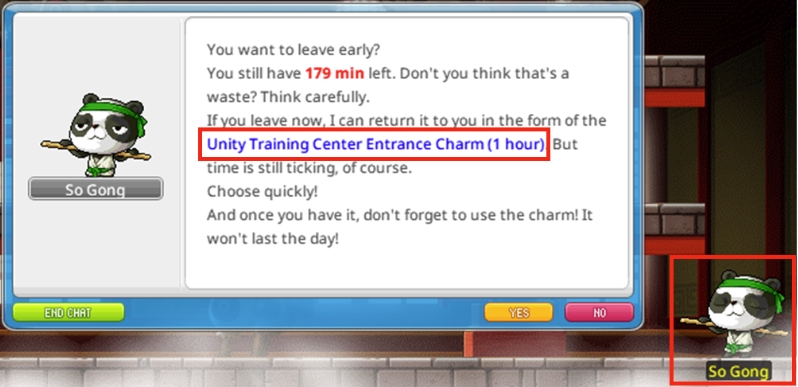 You want to leave early?
You still have 179 min left. Don't you think that's a
waste? Think carefully.
If you leave now, I can return it to you in the form of the
Unity Training Center Entrance Charm (1 hour). But
time is still ticking, of course.
Choose quickly!
And once you have it, don't forget to use the charm! It
won't last the day!
So Gong
END CHAT
YES
NO
So Gong